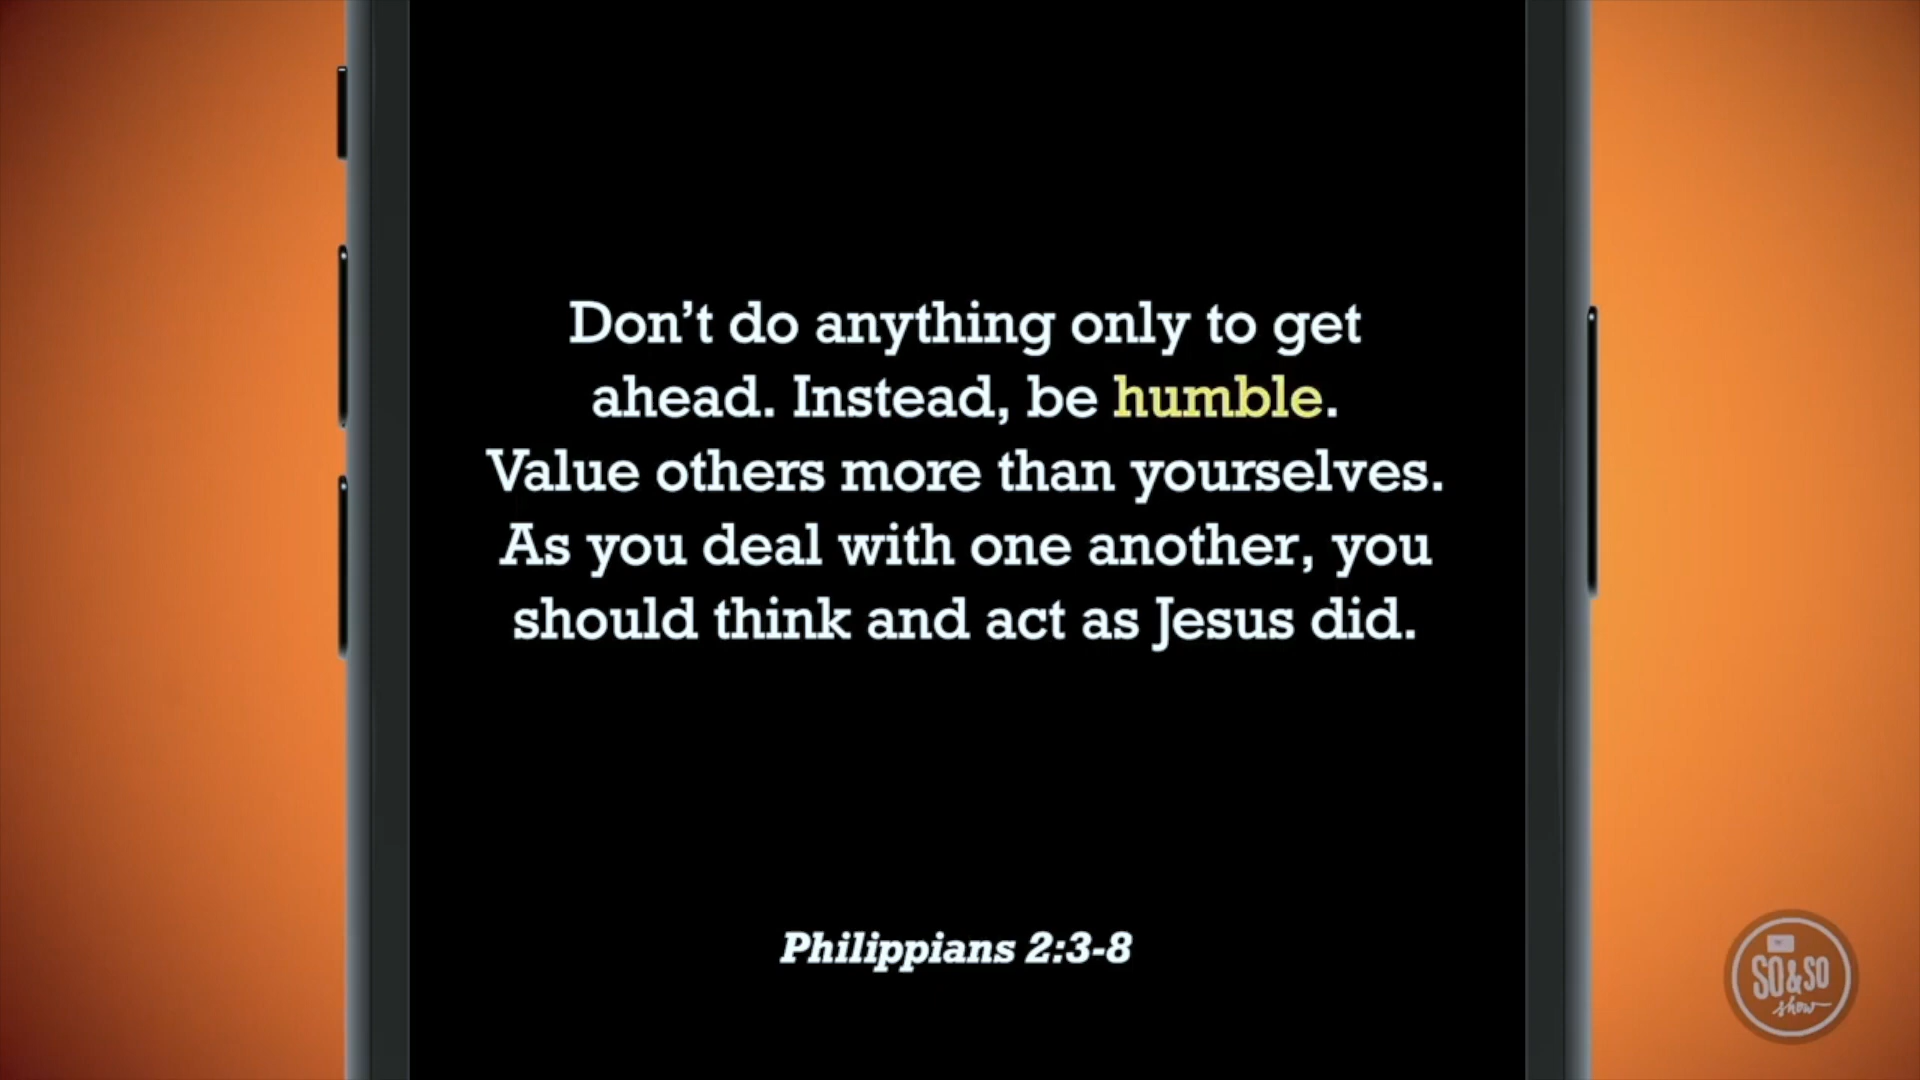 Don’t do anything only to get
ahead. Instead, be humble.
Value others more than yourselves.
As you deal with one another, you
should think and act as Jesus did.
Philippians 2:3-8
SO&SO
show